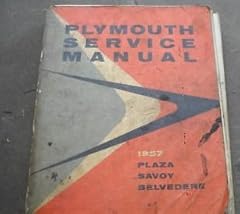 PLYMOUTH
SERVICE
MANUAL
1957
PLAZA
SAVOY
BELVEDERE